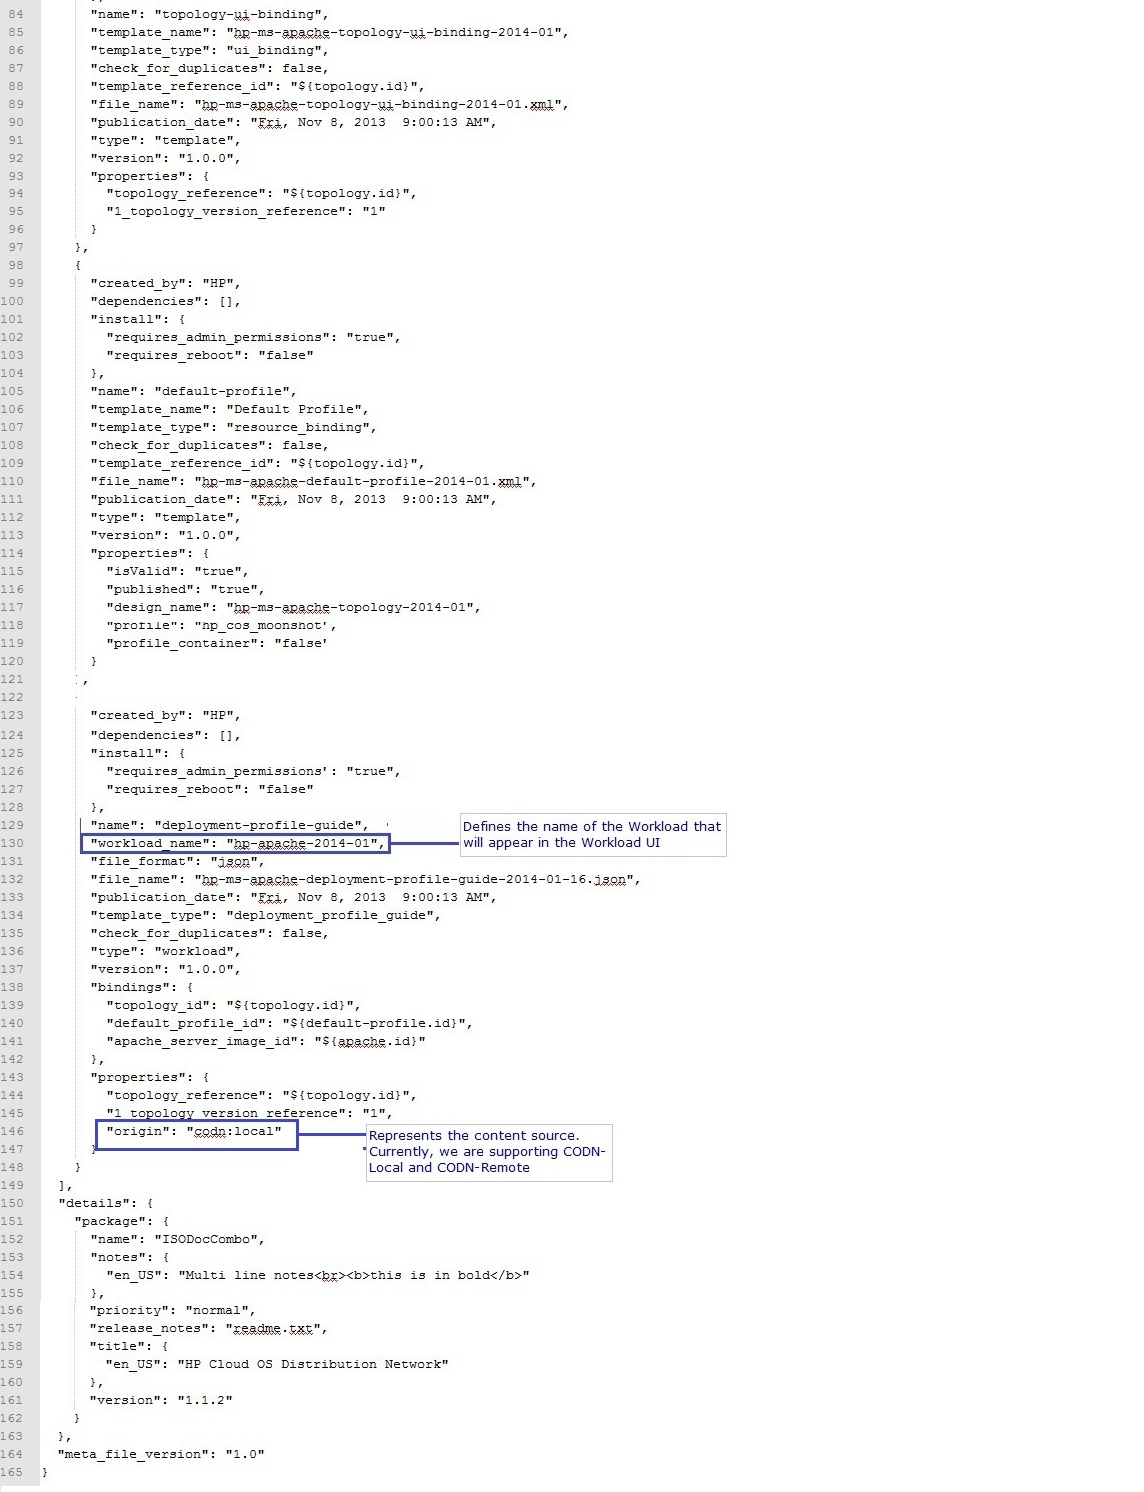 84 "name": "topology-ui-binding",
85 "template_name": "hp-ms-apache-topology-ui-binding-2014-01",
86 "template_type": "ui_binding",
87 "check_for_duplicates": false,
88 "template_reference_id": "${topology.id}",
89 "file_name": "hp-ms-apache-topology-ui-binding-2014-01.xml",
90 "publication_date": "Fri, Nov 8, 2013  9:00:13 AM",
91 "type": "template",
92 "version": "1.0.0",
93 "properties": {
94 "topology_reference": "${topology.id}",
95 "1_topology_version_reference": "1"
96 }
97 },
98 {
99 "created_by": "HP",
100 "dependencies": [],
101 "install": {
102 "requires_admin_permissions": "true",
103 "requires_reboot": "false"
104 },
105 "name": "default-profile",
106 "template_name": "Default Profile",
107 "template_type": "resource_binding",
108 "check_for_duplicates": false,
109 "template_reference_id": "${topology.id}",
110 "file_name": "hp-ms-apache-default-profile-2014-01.xml",
111 "publication_date": "Fri, Nov 8, 2013  9:00:13 AM",
112 "type": "template",
113 "version": "1.0.0",
114 "properties": {
115 "isValid": "true",
116 "published": "true",
117 "design_name": "hp-ms-apache-topology-2014-01",
118 "profile": "hp_cos_moonshot',
119 "profile_container": "false'
120 }
121 ,
122
123 "created_by": "HP",
124 "dependencies": [],
125 "install": {
126 "requires_admin_permissions': "true",
127 "requires_reboot": "false"
128 },
129 "name": "deployment-profile-guide",
130 "workload_name": "hp-apache-2014-01",
Defines the name of the Workload that
will appear in the Workload UI
131 "file_format": "json",
132 "file_name": "hp-ms-apache-deployment-profile-guide-2014-01-16.json",
133 "publication_date": "Fri, Nov 8, 2013  9:00:13 AM",
134 "template_type": "deployment_profile_guide",
135 "check_for_duplicates": false,
136 "type": "workload",
137 "version": "1.0.0",
138 "bindings": {
139 "topology_id": "${topology.id}",
140 "default_profile_id": "${default-profile.id}",
141 "apache_server_image_id": "${apache.id}"
142 },
143 "properties": {
144 "topology_reference": "${topology.id}",
145 "1_topology_version_reference": "1",
146 "origin": "codn:local"
Represents the content source.
Currently, we are supporting CODN-
Local and CODN-Remote
147 }
148 }
149 ],
150 "details": {
151 "package": {
152 "name": "ISODocCombo",
153 "notes": {
154 "en_US": "Multi line notes<br><b>this is in bold</b>"
155 },
156 "priority": "normal",
157 "release_notes": "readme.txt",
158 "title": {
159 "en_US": "HP Cloud OS Distribution Network"
160 },
161 "version": "1.1.2"
162 }
163 },
164 "meta_file_version": "1.0"
165 }